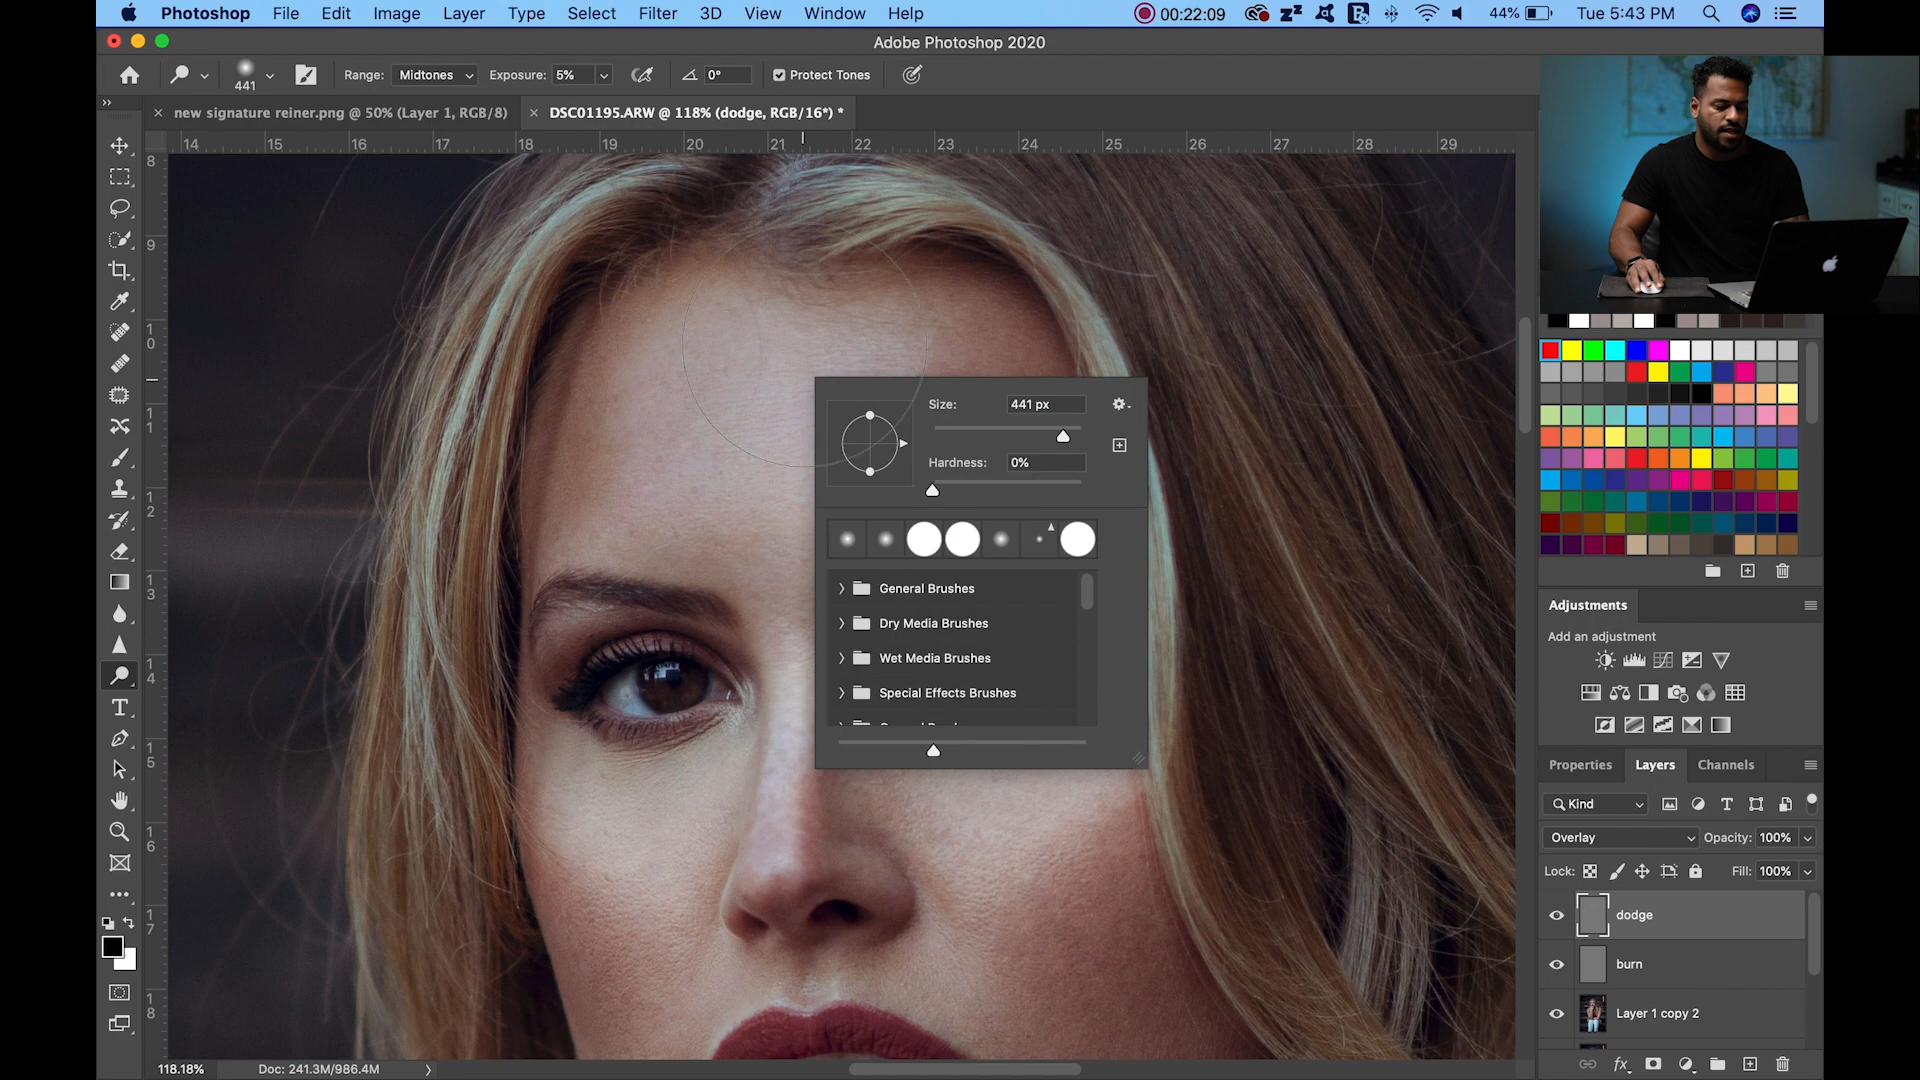 Photoshop File Edit Image Layer Type Select Filter 3D View Window Help 00:22:09 44% Tue 5:43 PM
Adobe Photoshop 2020
441 Range: Midtones Exposure: 5% 0° Protect Tones
new signature reiner.png @ 50% (Layer 1, RGB/8) DSC01195.ARW @ 118% (dodge, RGB/16*) *
14 15 16 17 18 19 20 21 22 23 24 25 26 27 28 29
8
9
10
11
12
13
14
15
16
17
18
Size: 441 px
Hardness: 0%
General Brushes
Dry Media Brushes
Wet Media Brushes
Special Effects Brushes
Adjustments
Add an adjustment
Properties Layers Channels
Kind
Overlay Opacity: 100%
Lock: Fill: 100%
dodge
burn
Layer 1 copy 2
fx
118.18% Doc: 241.3M/986.4M